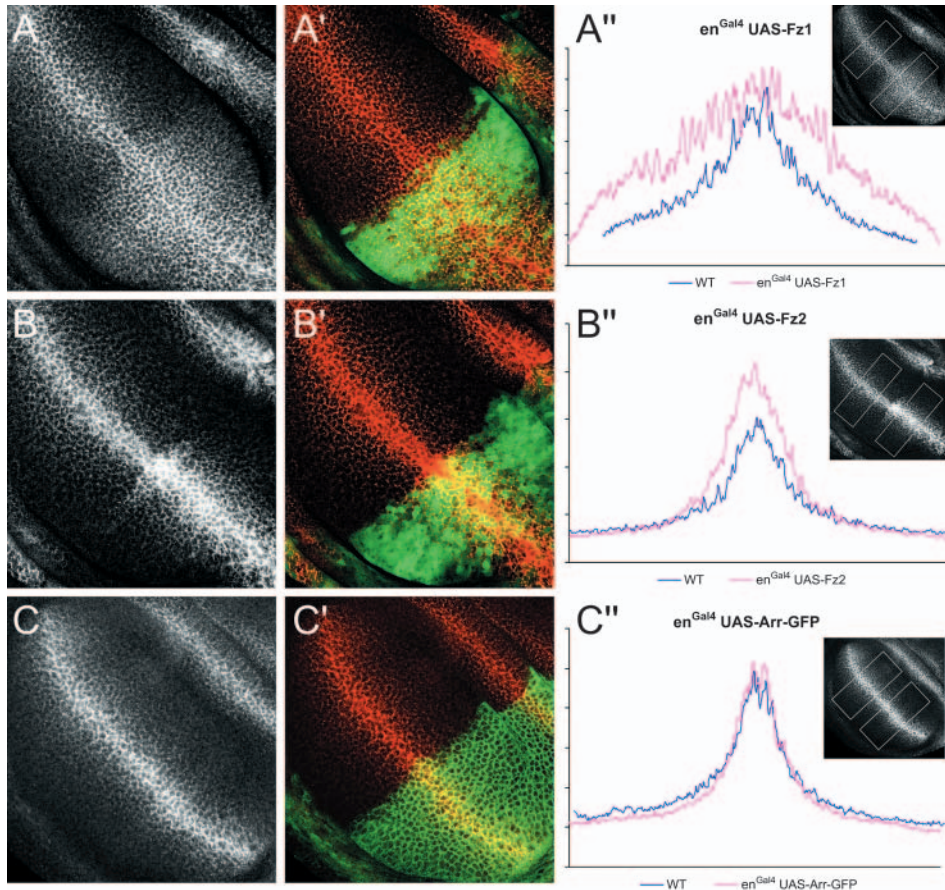 A
A'
A"
en^Gal4 UAS-Fz1
WT en^Gal4 UAS-Fz1
B
B'
B"
en^Gal4 UAS-Fz2
WT en^Gal4 UAS-Fz2
C
C'
C"
en^Gal4 UAS-Arr-GFP
WT en^Gal4 UAS-Arr-GFP